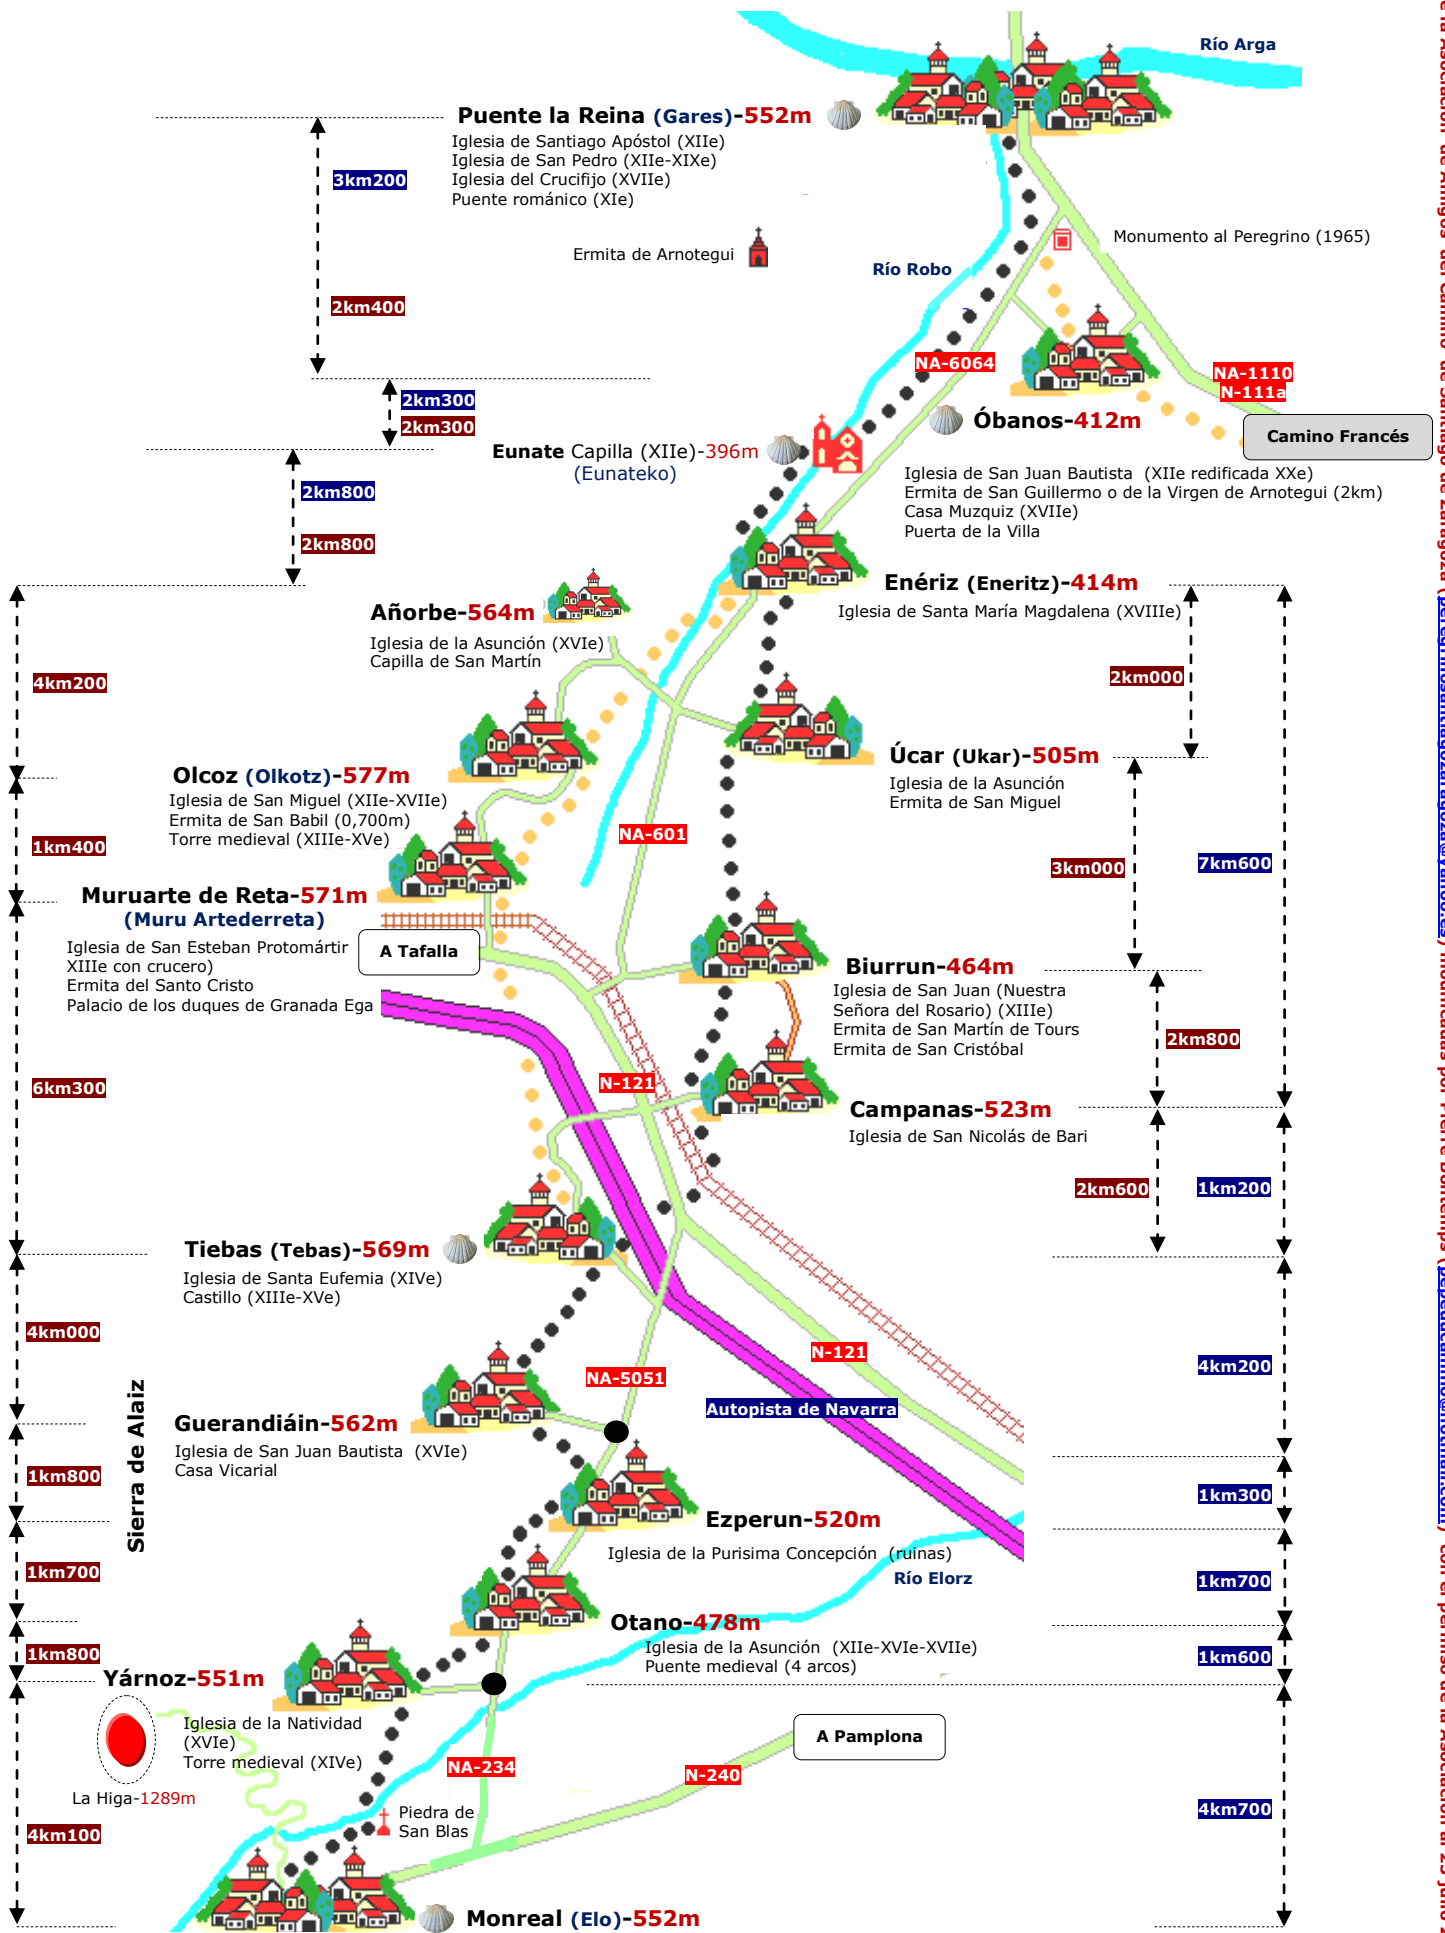 Río Arga
Puente la Reina (Gares)-552m
Iglesia de Santiago Apóstol (XIIe)
Iglesia de San Pedro (XIIe-XIXe)
Iglesia del Crucifijo (XVIIe)
Puente románico (XIe)
3km200
Monumento al Peregrino (1965)
Ermita de Arnotegui
Río Robo
2km400
NA-6064
NA-1110
N-111a
2km300
2km300
Óbanos-412m
Camino Francés
Eunate Capilla (XIIe)-396m
(Eunateko)
Iglesia de San Juan Bautista (XIIe redificada XXe)
Ermita de San Guillermo o de la Virgen de Arnotegui (2km)
Casa Muzquiz (XVIIe)
Puerta de la Villa
2km800
2km800
Enériz (Eneritz)-414m
Iglesia de Santa María Magdalena (XVIIIe)
Añorbe-564m
Iglesia de la Asunción (XVIe)
Capilla de San Martín
4km200
2km000
Úcar (Ukar)-505m
Iglesia de la Asunción
Ermita de San Miguel
Olcoz (Olkotz)-577m
Iglesia de San Miguel (XIIe-XVIIe)
Ermita de San Babil (0,700m)
Torre medieval (XIIIe-XVe)
NA-601
1km400
3km000
7km600
Muruarte de Reta-571m
(Muru Artederreta)
Iglesia de San Esteban Protomártir
XIIIe con crucero)
Ermita del Santo Cristo
Palacio de los duques de Granada Ega
A Tafalla
Biurrun-464m
Iglesia de San Juan (Nuestra
Señora del Rosario) (XIIIe)
Ermita de San Martín de Tours
Ermita de San Cristóbal
2km800
6km300
N-121
Campanas-523m
Iglesia de San Nicolás de Bari
2km600
1km200
Tiebas (Tebas)-569m
Iglesia de Santa Eufemia (XIVe)
Castillo (XIIIe-XVe)
4km000
N-121
4km200
NA-5051
Autopista de Navarra
Sierra de Alaiz
Guerandiáin-562m
Iglesia de San Juan Bautista (XVIe)
Casa Vicarial
1km800
1km300
Ezperun-520m
Iglesia de la Purisima Concepción (ruinas)
Río Elorz
1km700
1km700
Otano-478m
Iglesia de la Asunción (XIIe-XVIe-XVIIe)
Puente medieval (4 arcos)
1km800
1km600
Yárnoz-551m
Iglesia de la Natividad
(XVIe)
Torre medieval (XIVe)
La Higa-1289m
A Pamplona
NA-234
N-240
Piedra de
San Blas
4km100
4km700
Monreal (Elo)-552m